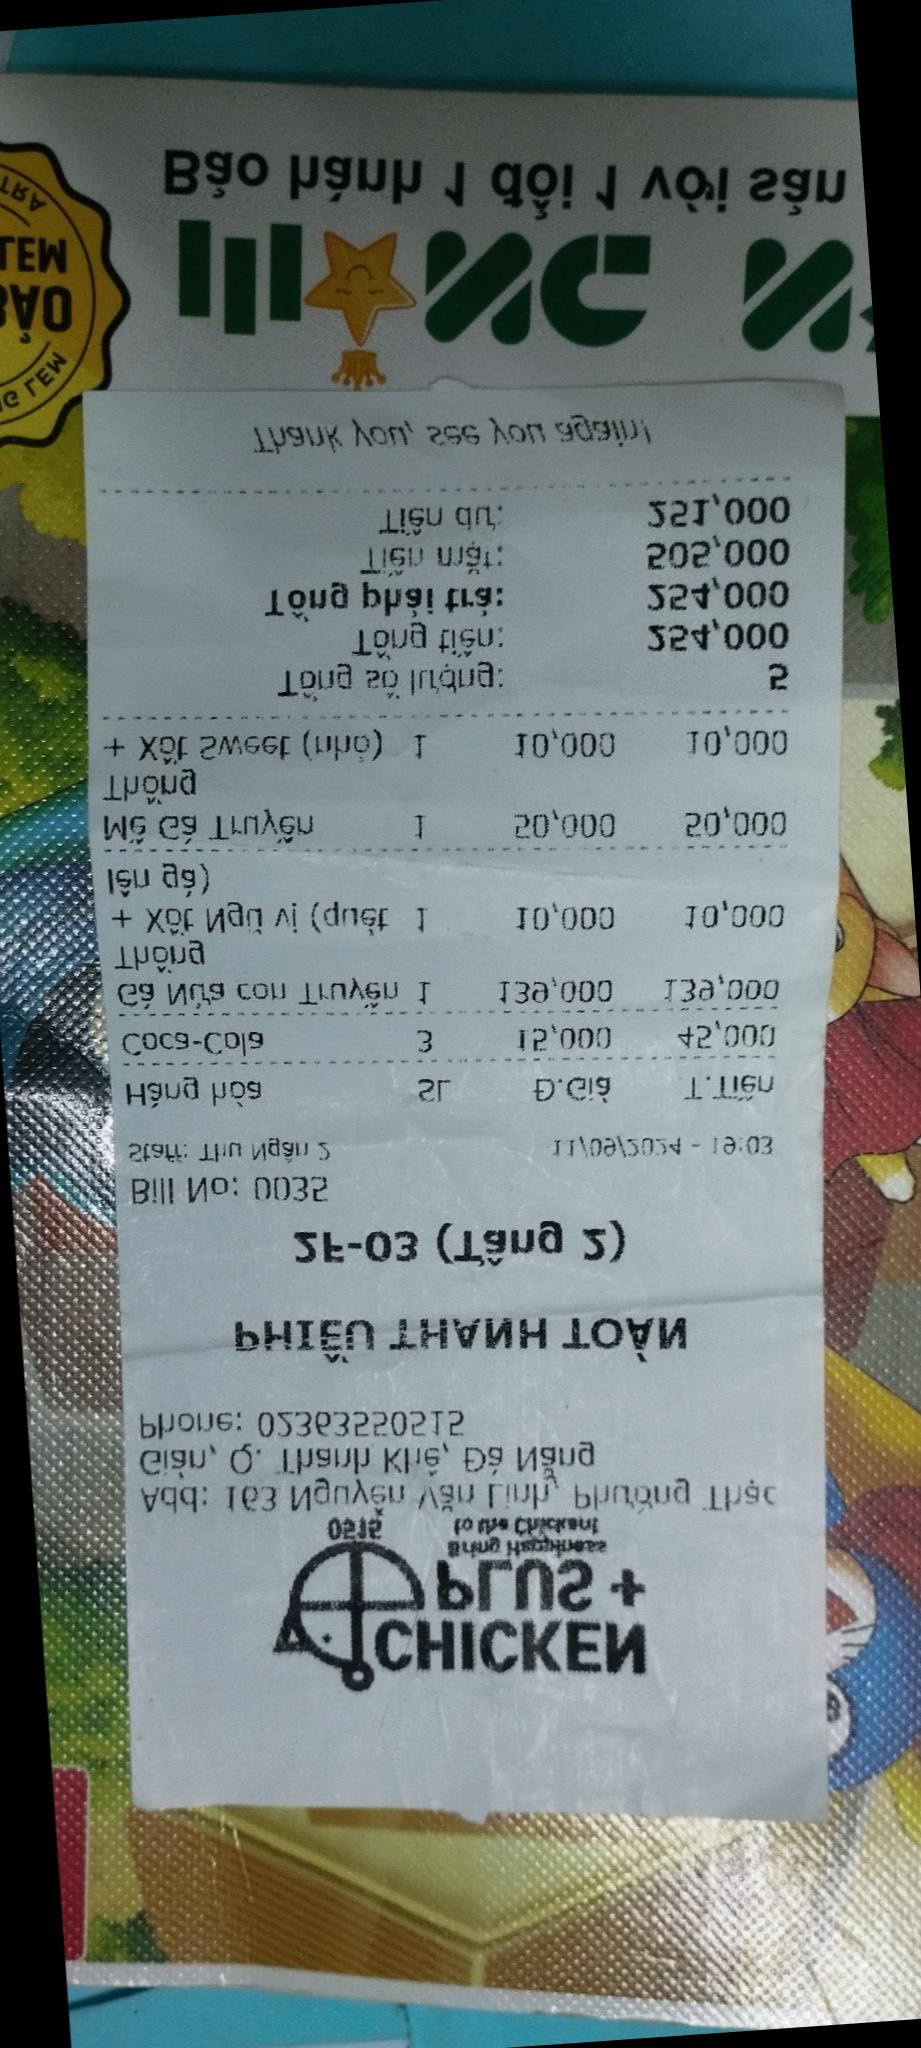 CHICKEN
PLUS +
Bring Happiness
to the Chickant
0515
Add: 163 Nguyễn Văn Linh, Phường Thạc
Gián, Q. Thanh Khê, Đà Nẵng
Phone: 02363550515
PHIẾU THANH TOÁN
2F-03 (Tầng 2)
Bill No: 0035
Staff: Thu Ngân 2 11/09/2024 - 19:03
Hàng hóa SL Đ.Giá T.Tiền
Coca-Cola 3 15,000 45,000
Gà Nửa con Truyền 1 139,000 139,000
Thống
+ Xốt Ngũ vị (quét 1 10,000 10,000
lên gà)
Mề Gà Truyền 1 50,000 50,000
Thống
+ Xốt Sweet (nhỏ) 1 10,000 10,000
Tổng số lượng: 5
Tổng tiền: 254,000
Tổng phải trả: 254,000
Tiền mặt: 505,000
Tiền dư: 251,000
Thank you, see you again!
BẢO
LEM
Bảo hành 1 đổi 1 với sản